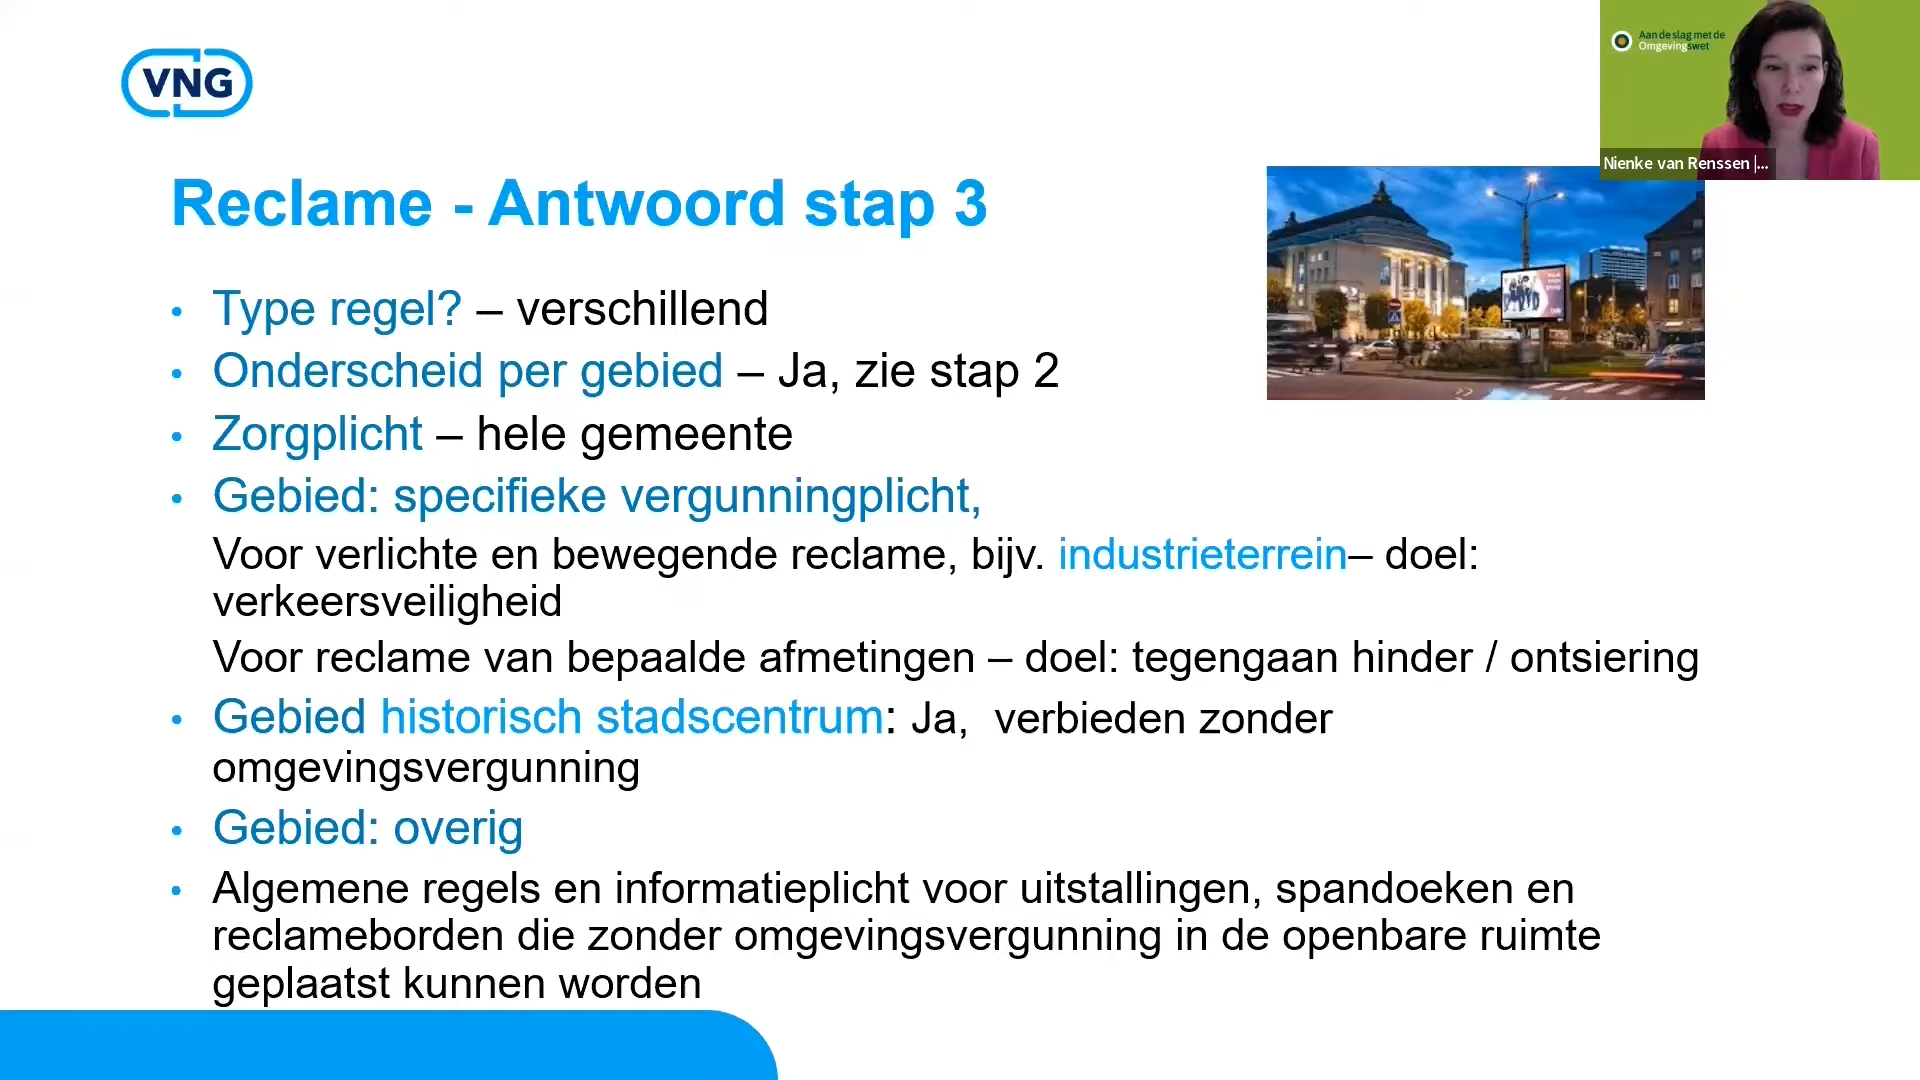 VNG
Aan de slag met de
Omgevingswet
Nienke van Renssen |...
Reclame - Antwoord stap 3
• Type regel? – verschillend
• Onderscheid per gebied – Ja, zie stap 2
• Zorgplicht – hele gemeente
• Gebied: specifieke vergunningplicht,
Voor verlichte en bewegende reclame, bijv. industrieterrein– doel:
verkeersveiligheid
Voor reclame van bepaalde afmetingen – doel: tegengaan hinder / ontsiering
• Gebied historisch stadscentrum: Ja, verbieden zonder
omgevingsvergunning
• Gebied: overig
• Algemene regels en informatieplicht voor uitstallingen, spandoeken en
reclameborden die zonder omgevingsvergunning in de openbare ruimte
geplaatst kunnen worden